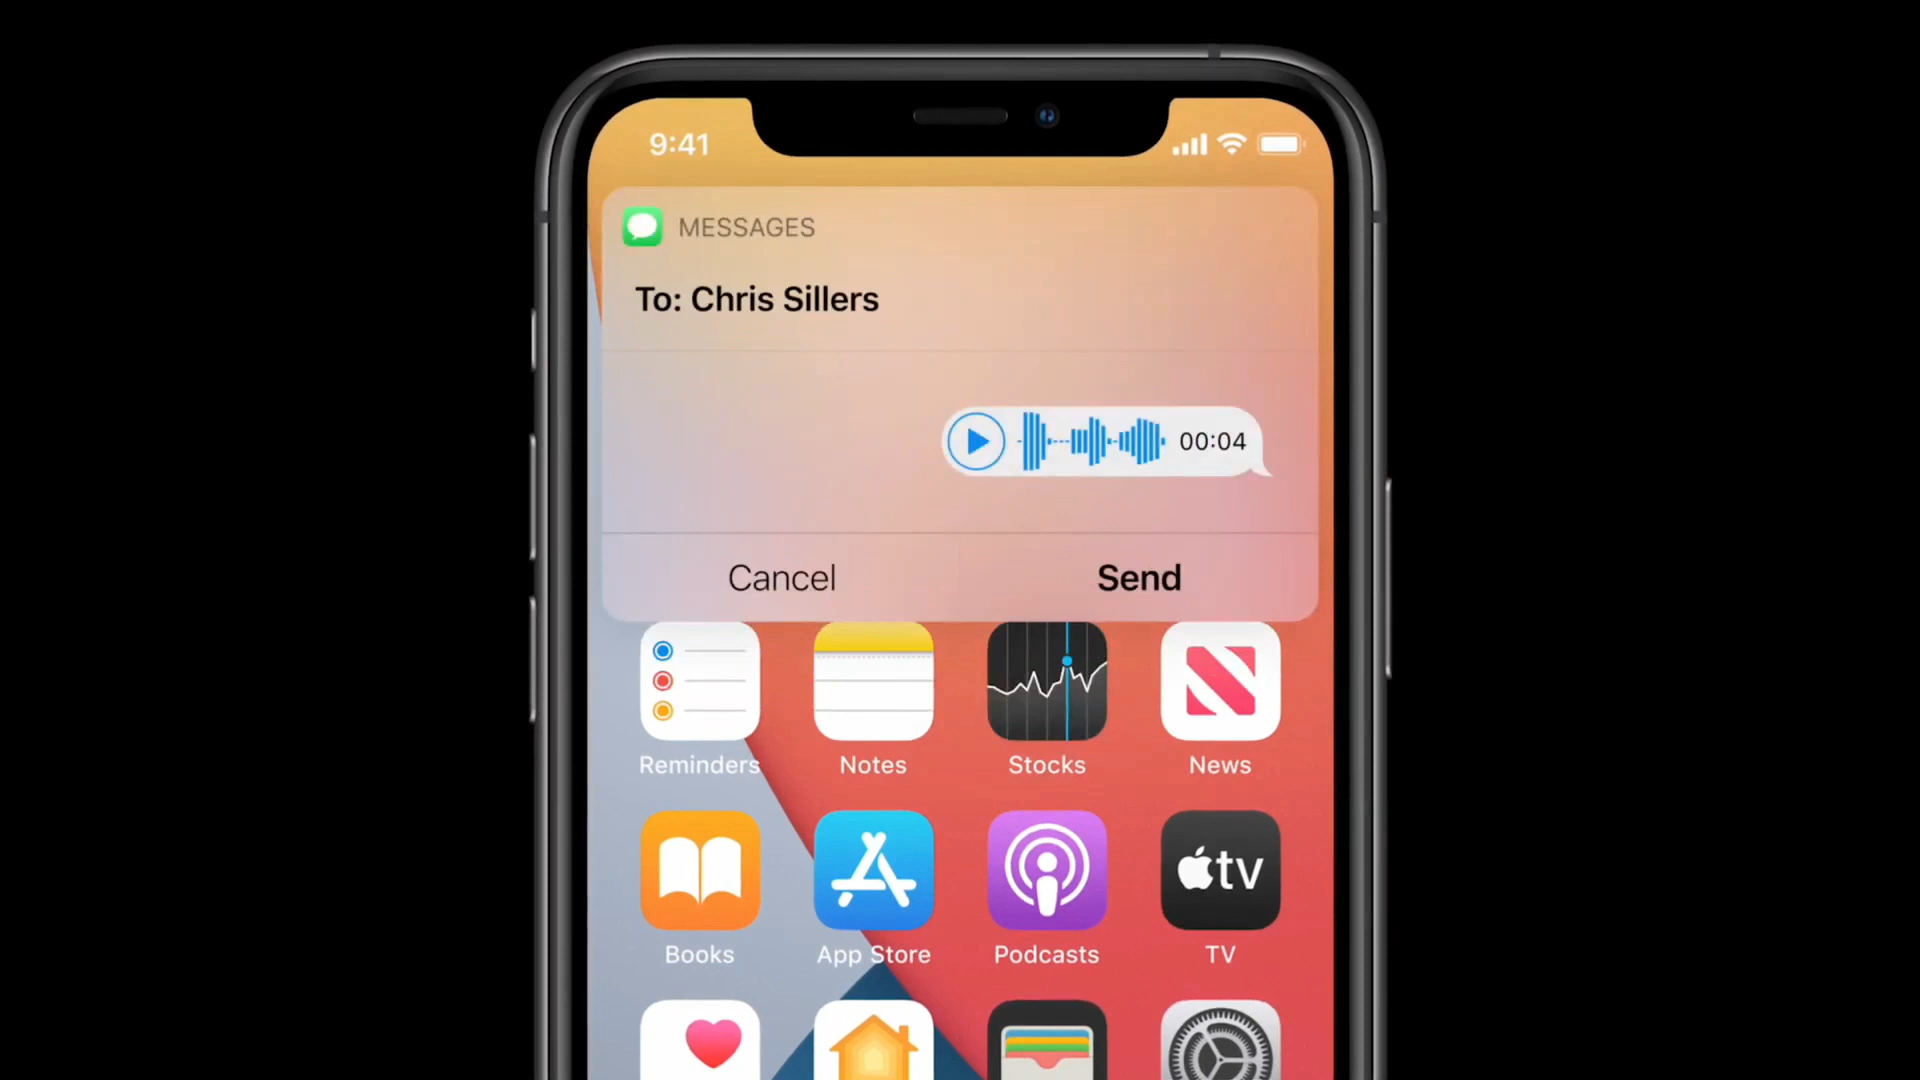 9:41
MESSAGES
To: Chris Sillers
00:04
Cancel Send
Reminders Notes Stocks News
tv
Books App Store Podcasts TV